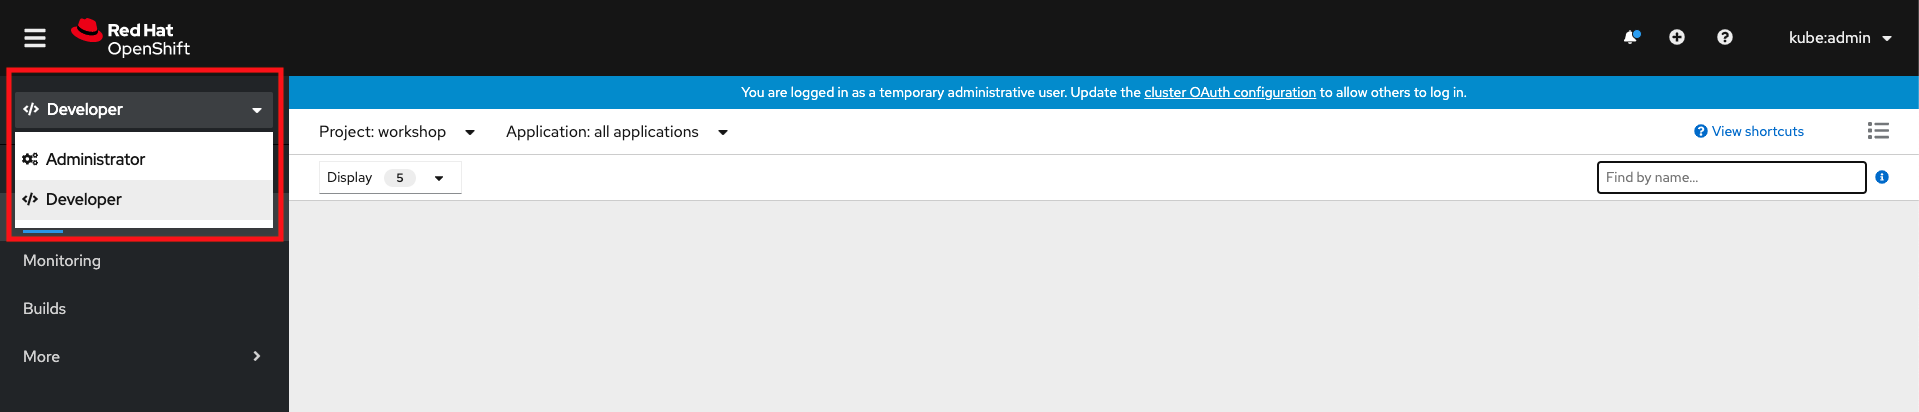 Red Hat
OpenShift
kube:admin
Developer
Administrator
Developer
Monitoring
Builds
More
You are logged in as a temporary administrative user. Update the cluster OAuth configuration to allow others to log in.
Project: workshop
Application: all applications
View shortcuts
Display 5
Find by name...